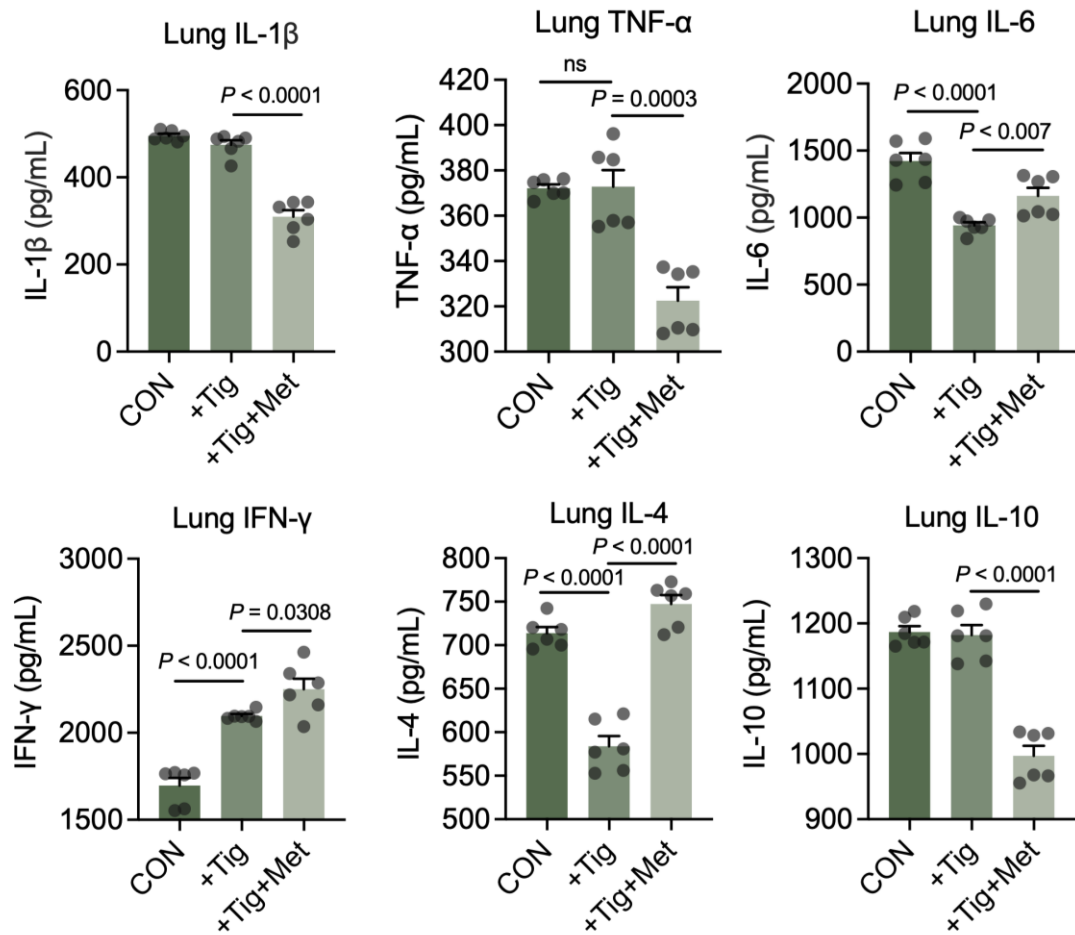 Lung IL-1β
P < 0.0001
IL-1β (pg/mL)
600
400
300
0
CON
+Tig
+Tig+Met
Lung TNF-α
ns
P = 0.0003
TNF-α (pg/mL)
420
400
380
360
340
320
300
CON
+Tig
+Tig+Met
Lung IL-6
P < 0.0001
P < 0.007
IL-6 (pg/mL)
2000
1500
1000
500
0
CON
+Tig
+Tig+Met
Lung IFN-γ
P < 0.0001
P = 0.0308
IFN-γ (pg/mL)
3000
2500
2000
1500
CON
+Tig
+Tig+Met
Lung IL-4
P < 0.0001
P < 0.0001
IL-4 (pg/mL)
800
750
700
650
600
550
500
CON
+Tig
+Tig+Met
Lung IL-10
P < 0.0001
IL-10 (pg/mL)
1300
1200
1100
1000
900
CON
+Tig
+Tig+Met